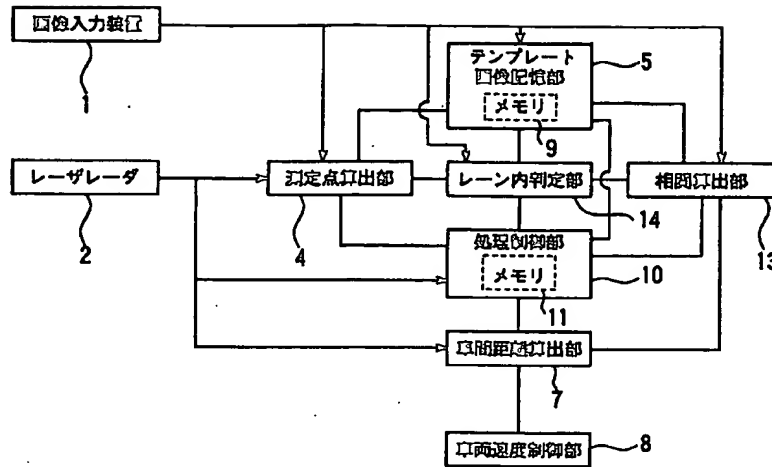 画像入力装置
1
テンプレート
画像記憶部
メモリ
5
9
レーザレーダ
2
測定点算出部
4
レーン内判定部
14
相関算出部
13
処理制御部
メモリ
10
11
車間距離算出部
7
車両速度制御部
8